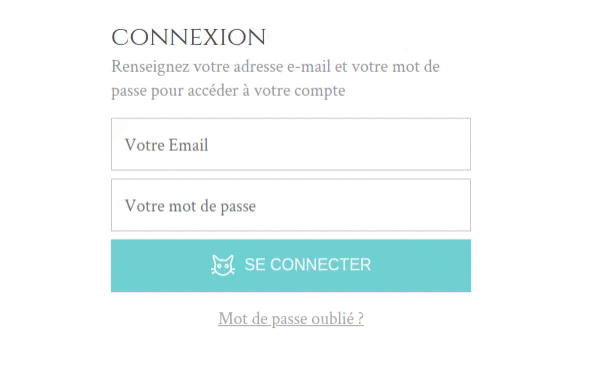 CONNEXION
Renseignez votre adresse e-mail et votre mot de
passe pour accéder à votre compte
Votre Email
Votre mot de passe
SE CONNECTER
Mot de passe oublié ?